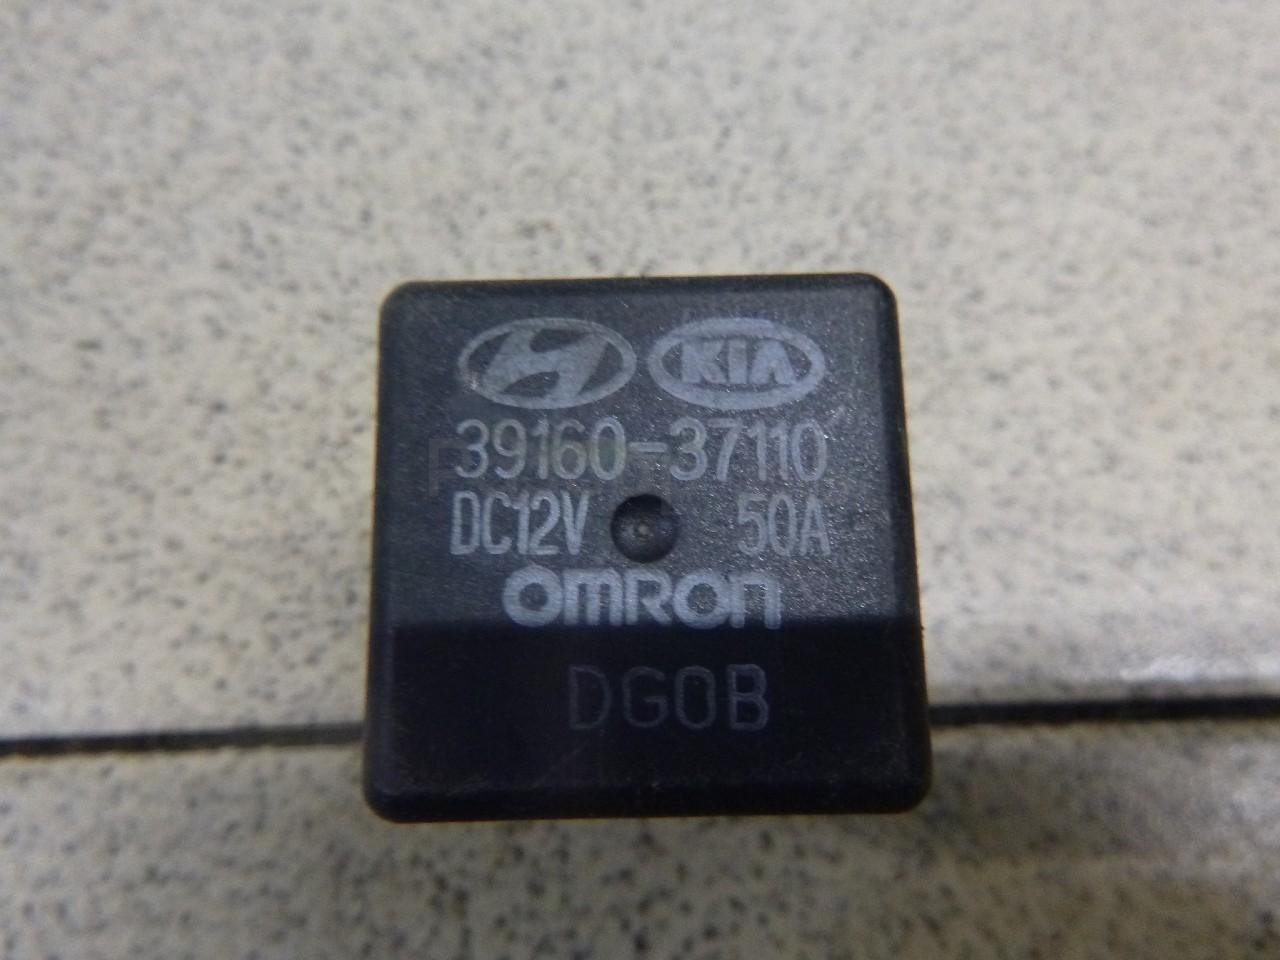 KIA
39160-37110
DC12V 50A
OMRON
DG0B